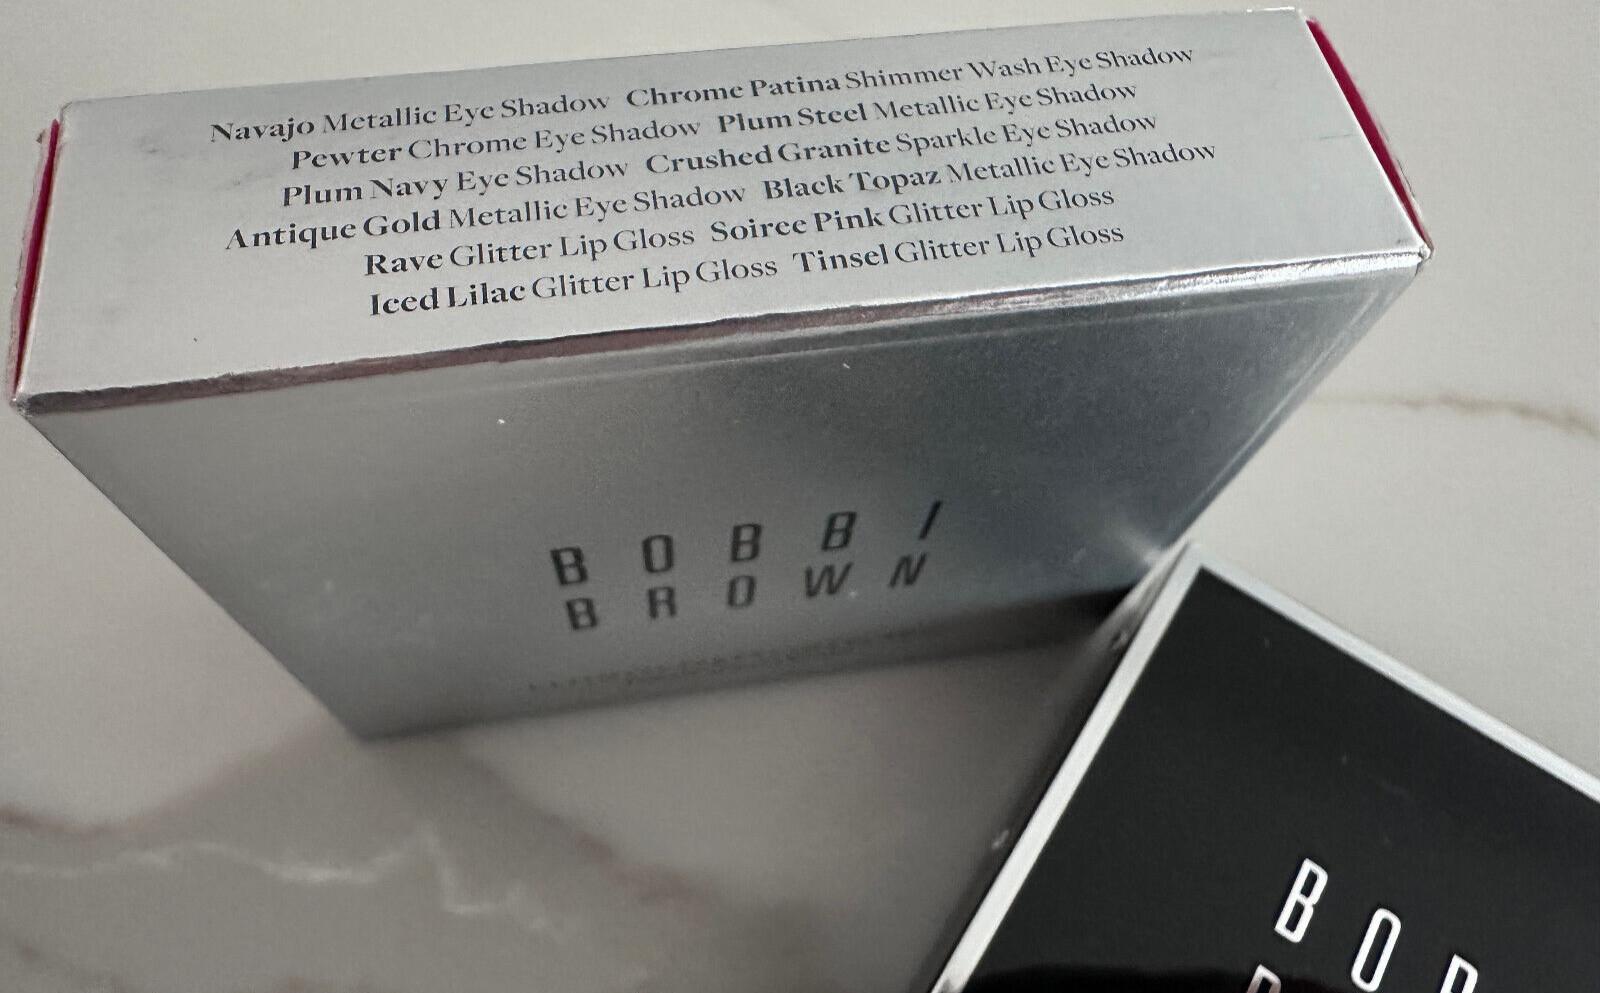 Navajo Metallic Eye Shadow Chrome Patina Shimmer Wash Eye Shadow
Pewter Chrome Eye Shadow Plum Steel Metallic Eye Shadow
Plum Navy Eye Shadow Crushed Granite Sparkle Eye Shadow
Antique Gold Metallic Eye Shadow Black Topaz Metallic Eye Shadow
Rave Glitter Lip Gloss Soiree Pink Glitter Lip Gloss
Iced Lilac Glitter Lip Gloss Tinsel Glitter Lip Gloss
BOBBI
BROWN
BO